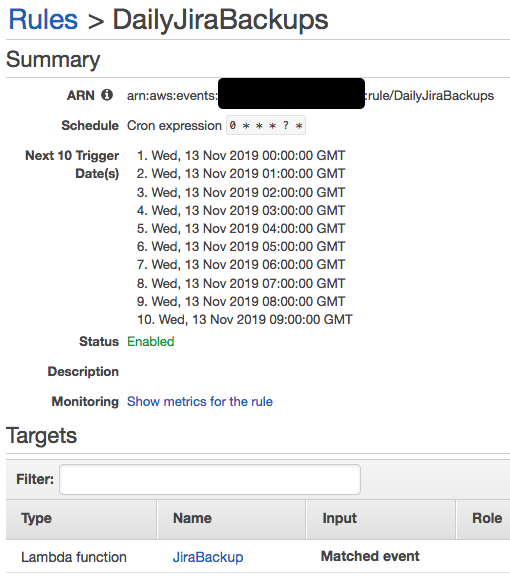 Rules > DailyJiraBackups
Summary
ARN arn:aws:events: :rule/DailyJiraBackups
Schedule Cron expression 0 * * * ? *
Next 10 Trigger Date(s) 1. Wed, 13 Nov 2019 00:00:00 GMT
2. Wed, 13 Nov 2019 01:00:00 GMT
3. Wed, 13 Nov 2019 02:00:00 GMT
4. Wed, 13 Nov 2019 03:00:00 GMT
5. Wed, 13 Nov 2019 04:00:00 GMT
6. Wed, 13 Nov 2019 05:00:00 GMT
7. Wed, 13 Nov 2019 06:00:00 GMT
8. Wed, 13 Nov 2019 07:00:00 GMT
9. Wed, 13 Nov 2019 08:00:00 GMT
10. Wed, 13 Nov 2019 09:00:00 GMT
Status Enabled
Description
Monitoring Show metrics for the rule
Targets
Filter:
Type Name Input Role
Lambda function JiraBackup Matched event